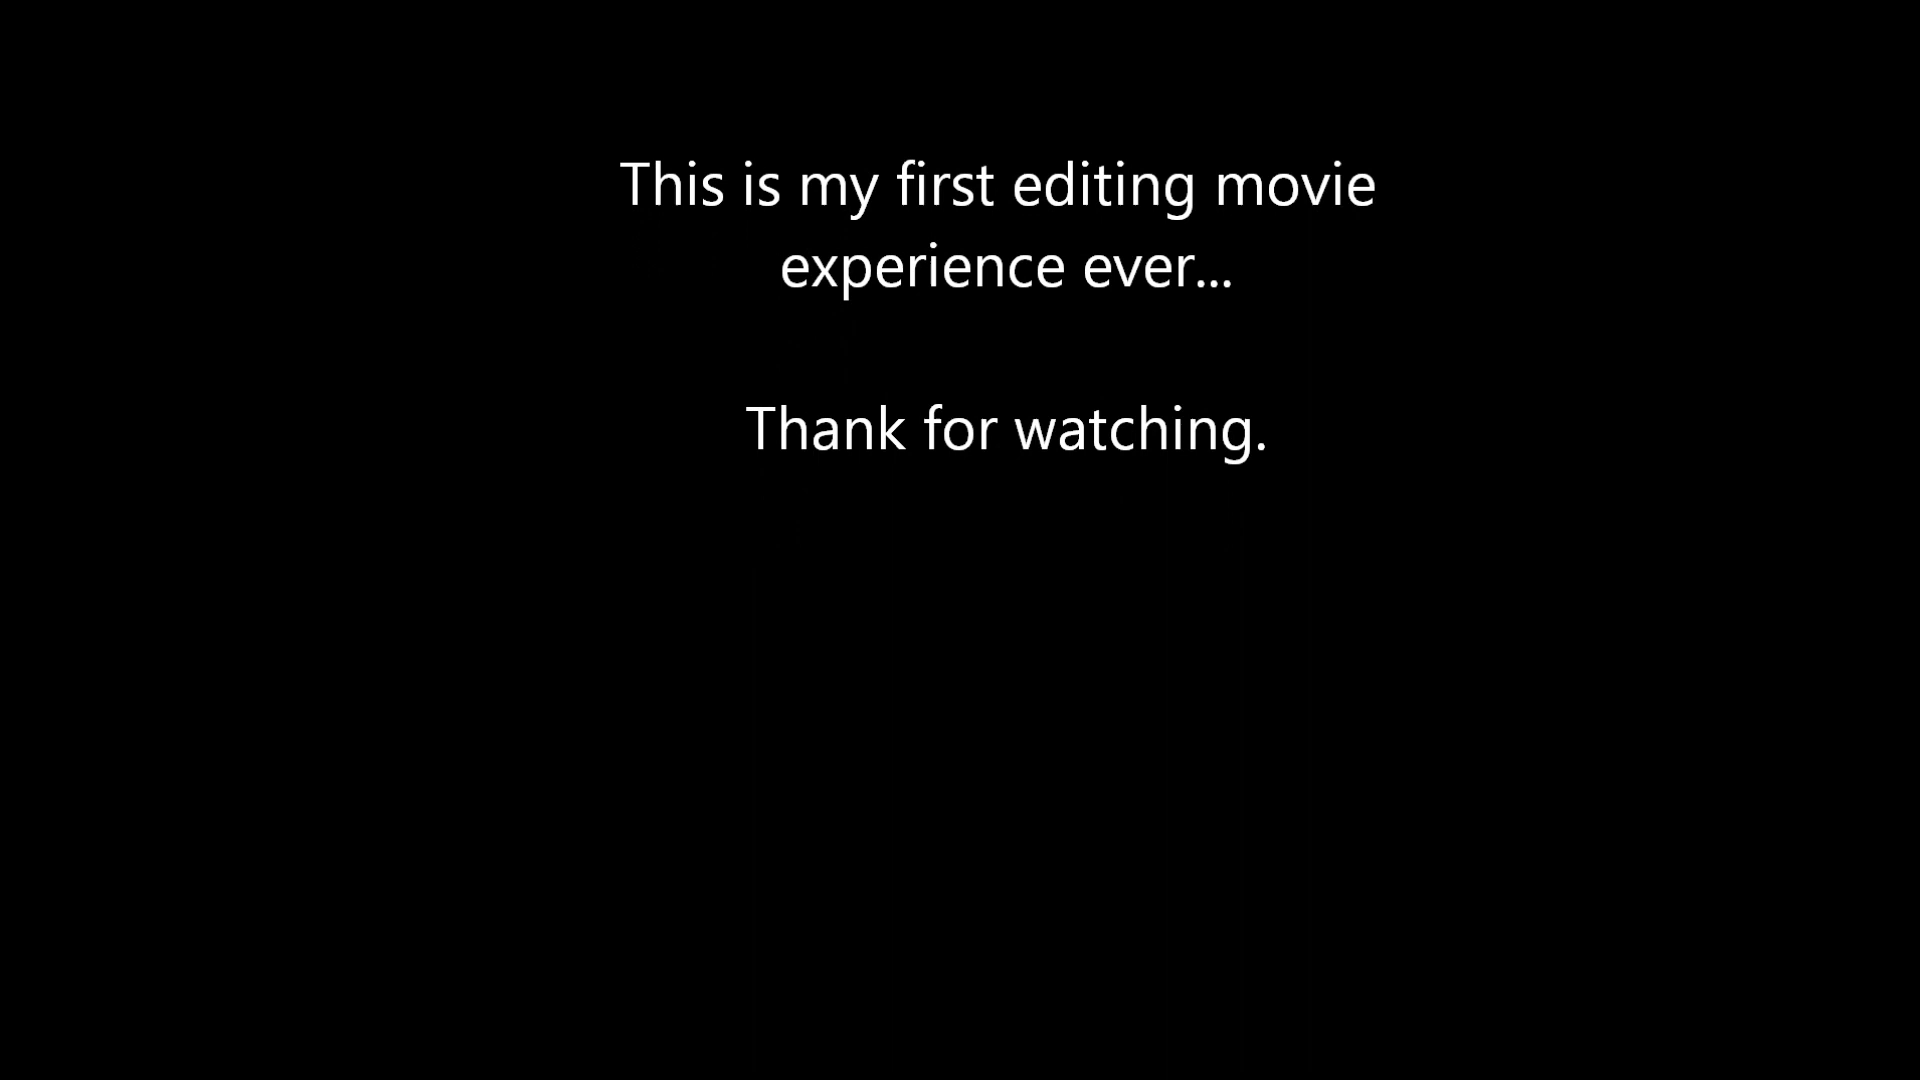 This is my first editing movie
experience ever...
Thank for watching.